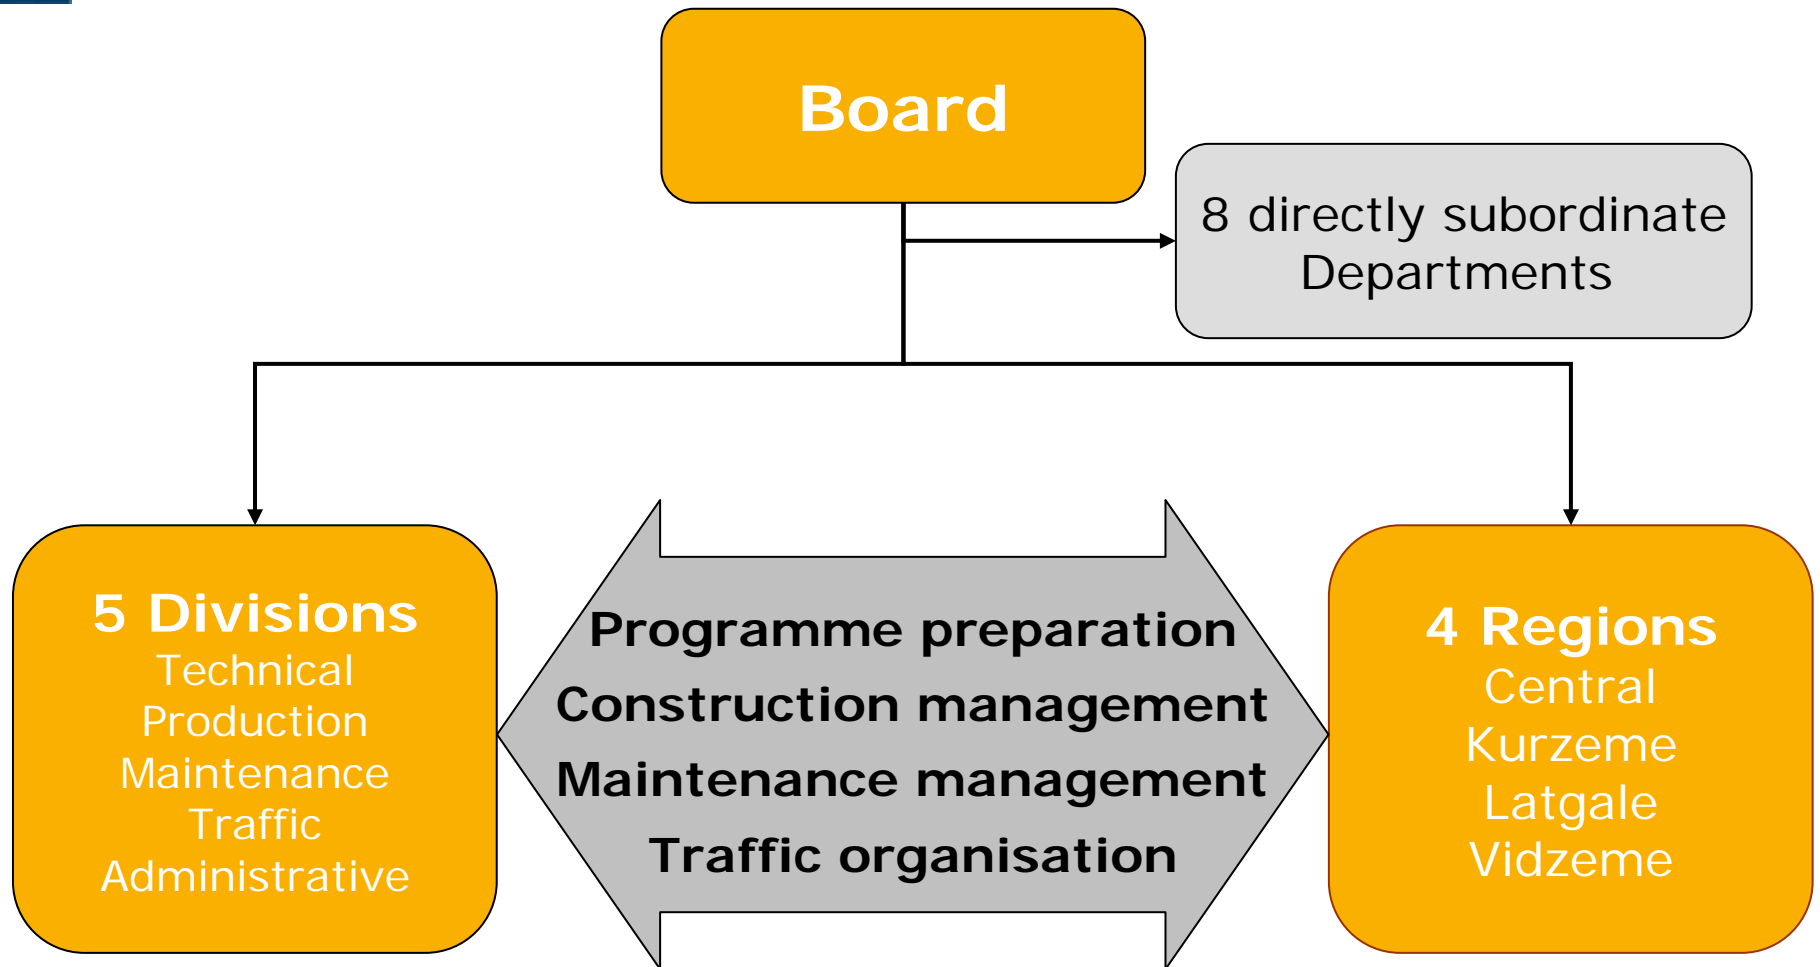 Board
8 directly subordinate
Departments
5 Divisions
Technical
Production
Maintenance
Traffic
Administrative
Programme preparation
Construction management
Maintenance management
Traffic organisation
4 Regions
Central
Kurzeme
Latgale
Vidzeme